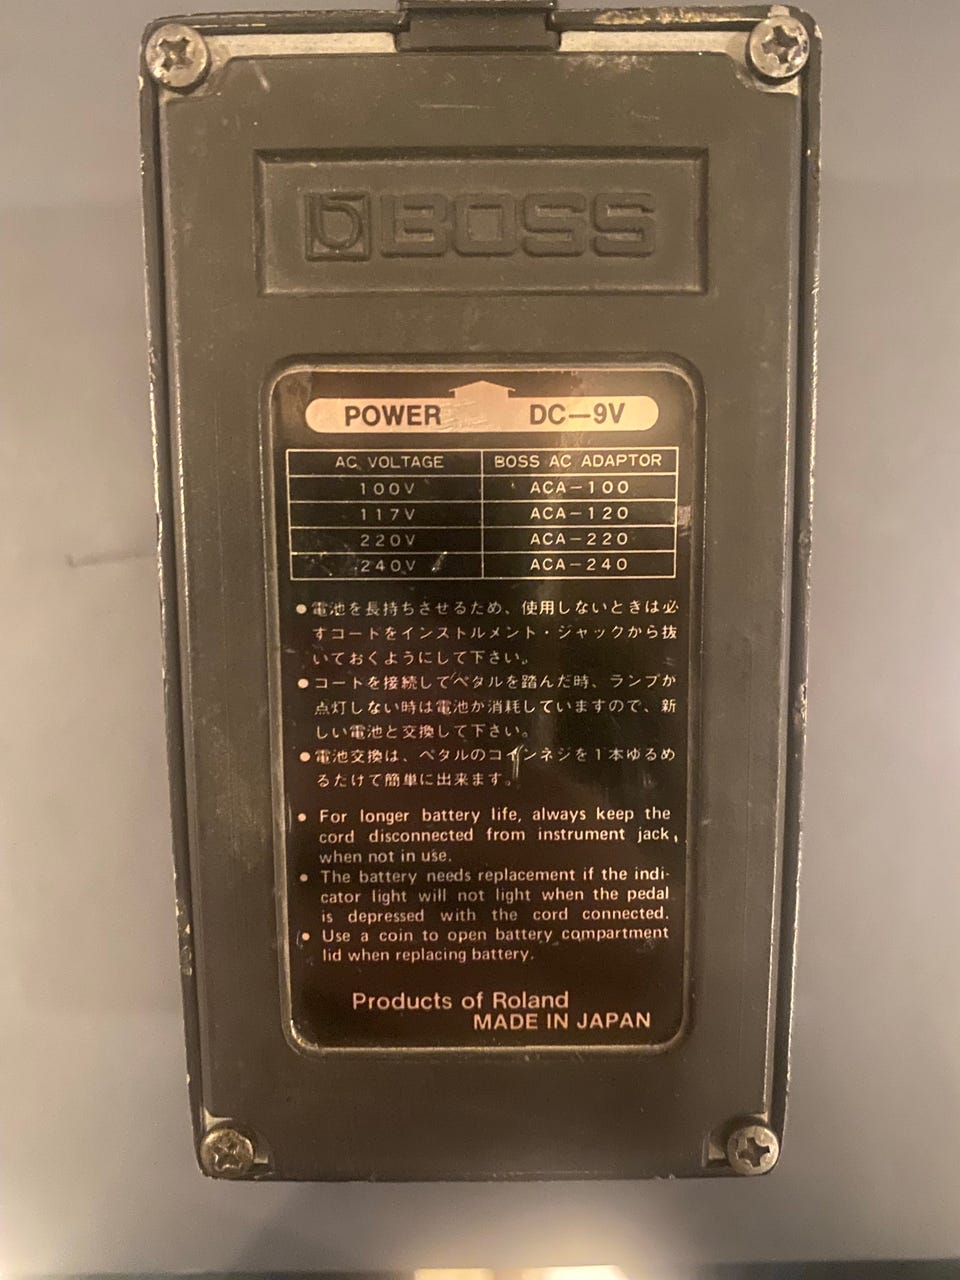 BOSS
POWER DC-9V
AC VOLTAGE BOSS AC ADAPTOR
100V ACA-100
117V ACA-120
220V ACA-220
240V ACA-240
●電池を長持ちさせるため、使用しないときは必
ずコードをインストルメント・ジャックから抜
いておくようにして下さい。
●コードを接続してペダルを踏んだ時、ランプが
点灯しない時は電池が消耗していますので、新
しい電池と交換して下さい。
●電池交換は、ペダルのコインネジを1本ゆるめ
るだけで簡単に出来ます。
• For longer battery life, always keep the
cord disconnected from instrument jack,
when not in use.
• The battery needs replacement if the indi-
cator light will not light when the pedal
is depressed with the cord connected.
• Use a coin to open battery compartment
lid when replacing battery.
Products of Roland
MADE IN JAPAN